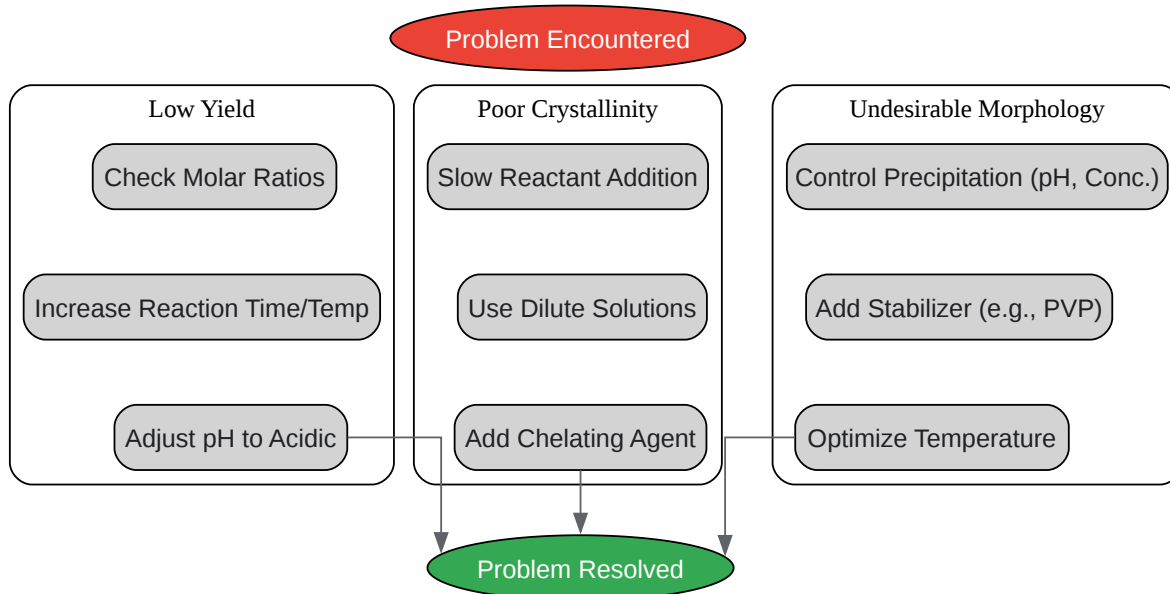 Problem Encountered
Low Yield
Check Molar Ratios
Increase Reaction Time/Temp
Adjust pH to Acidic
Poor Crystallinity
Slow Reactant Addition
Use Dilute Solutions
Add Chelating Agent
Undesirable Morphology
Control Precipitation (pH, Conc.)
Add Stabilizer (e.g., PVP)
Optimize Temperature
Problem Resolved